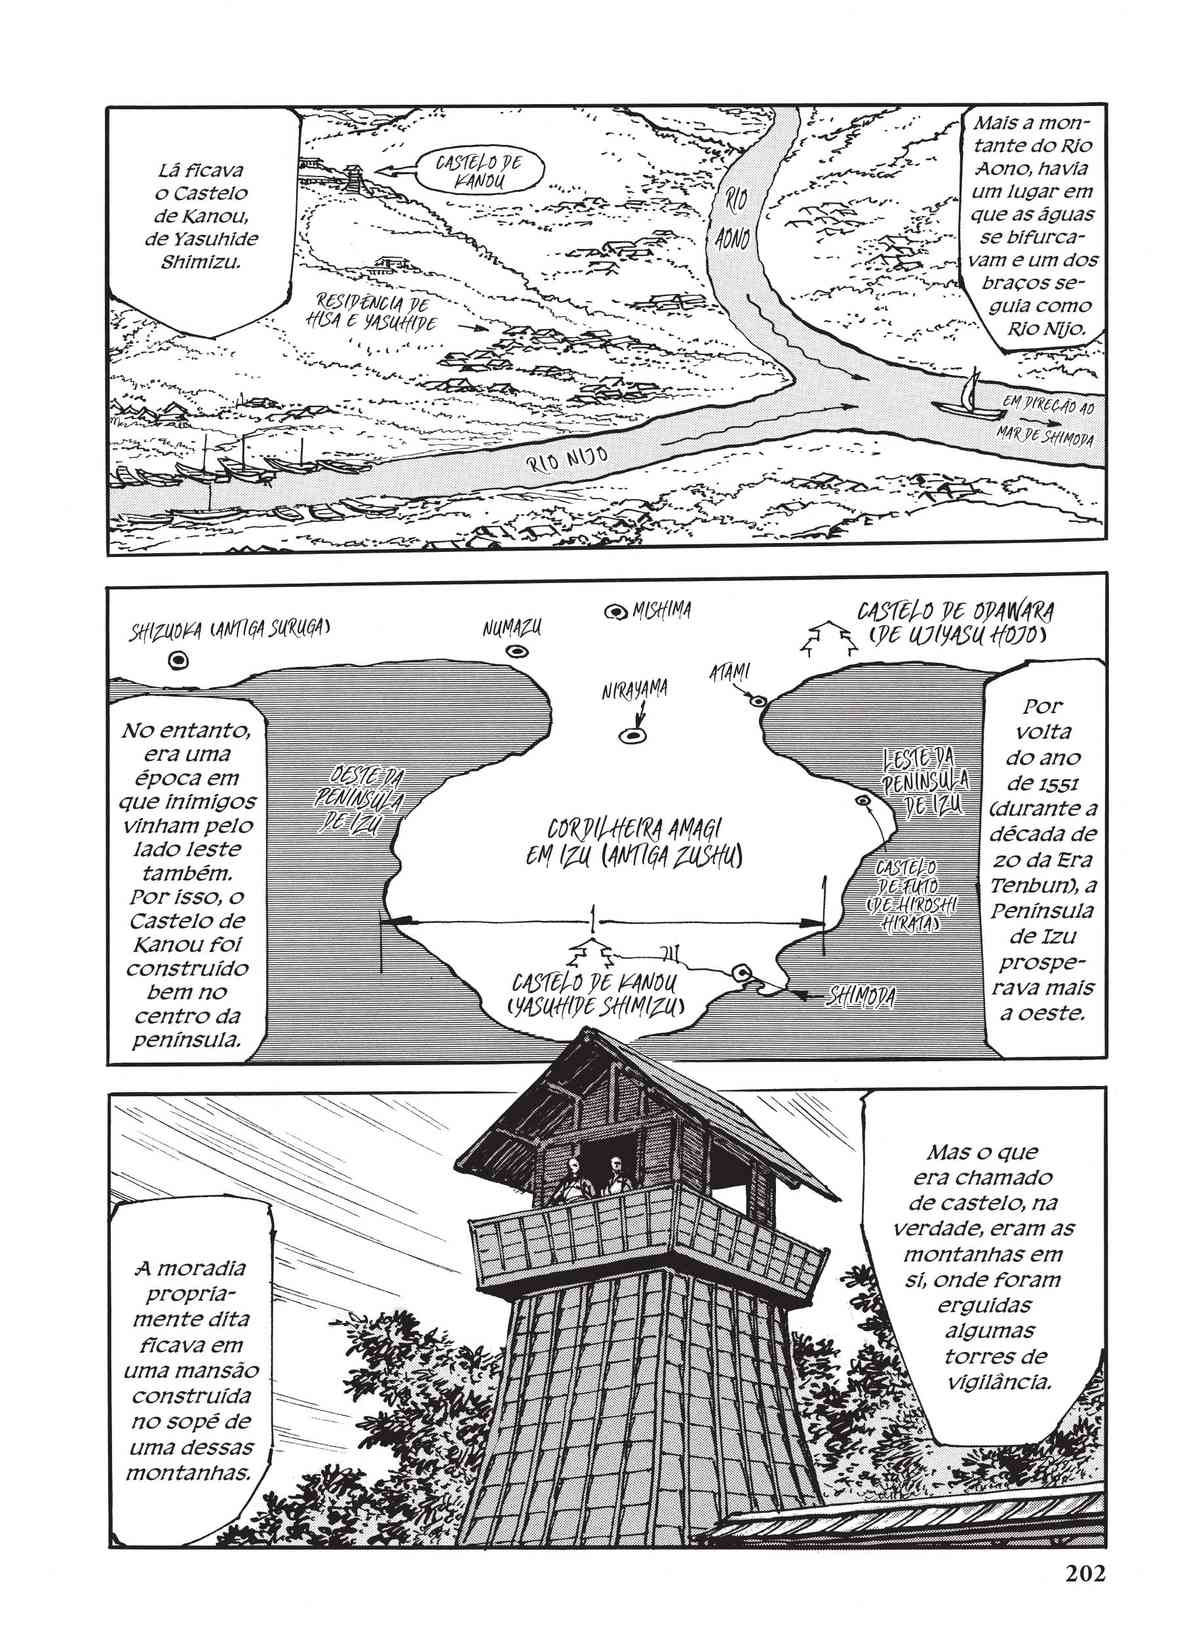 Mais a mon-
tante do Rio
Aono, havia
um lugar em
que as águas
se bifurca-
vam e um dos
braços se-
guia como
Rio Nijo.
Lá ficava
o Castelo
de Kanou,
de Yasuhide
Shimizu.
CASTELO DE
KANOU
RIO
AONO
RESIDÊNCIA DE
HISA E YASUHIDE
EM DIREÇÃO AO
MAR DE SHIMODA
RIO NIJO
Por
volta
do ano
de 1551
(durante a
década de
20 da Era
Tenbun), a
Península
de Izu
prospe-
rava mais
a oeste.
No entanto,
era uma
época em
que inimigos
vinham pelo
lado leste
também.
Por isso, o
Castelo de
Kanou foi
construído
bem no
centro da
península.
SHIZUOKA (ANTIGA SURUGA)
NUMAZU
MISHIMA
CASTELO DE ODAWARA
(DE UJIYASU HOJO)
ATAMI
NIRAYAMA
OESTE DA
PENÍNSULA
DE IZU
LESTE DA
PENÍNSULA
DE IZU
CORDILHEIRA AMAGI
EM IZU (ANTIGA ZUSHU)
CASTELO
DE FUTO
(DE HIROSHI
HIRATA)
1
CASTELO DE KANOU
(YASUHIDE SHIMIZU)
SHIMODA
Mas o que
era chamado
de castelo, na
verdade, eram as
montanhas em
si, onde foram
erguidas
algumas
torres de
vigilância.
A moradia
propria-
mente dita
ficava em
uma mansão
construída
no sopé de
uma dessas
montanhas.
202